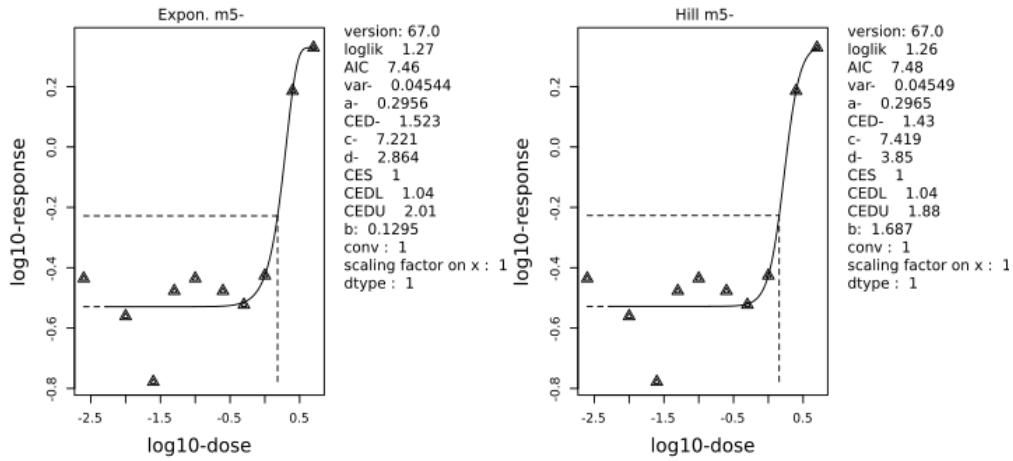 Expon. m5-
version: 67.0
loglik 1.27
AIC 7.46
var- 0.04544
a- 0.2956
CED- 1.523
c- 7.221
d- 2.864
CES 1
CEDL 1.04
CEDU 2.01
b: 0.1295
conv : 1
scaling factor on x : 1
dtype : 1
log10-response
0.2
0.0
-0.2
-0.4
-0.6
-0.8
-2.5
-1.5
-0.5
0.5
log10-dose
Hill m5-
version: 67.0
loglik 1.26
AIC 7.48
var- 0.04549
a- 0.2965
CED- 1.43
c- 7.419
d- 3.85
CES 1
CEDL 1.04
CEDU 1.88
b: 1.687
conv : 1
scaling factor on x : 1
dtype : 1
log10-response
0.2
0.0
-0.2
-0.4
-0.6
-0.8
-2.5
-1.5
-0.5
0.5
log10-dose